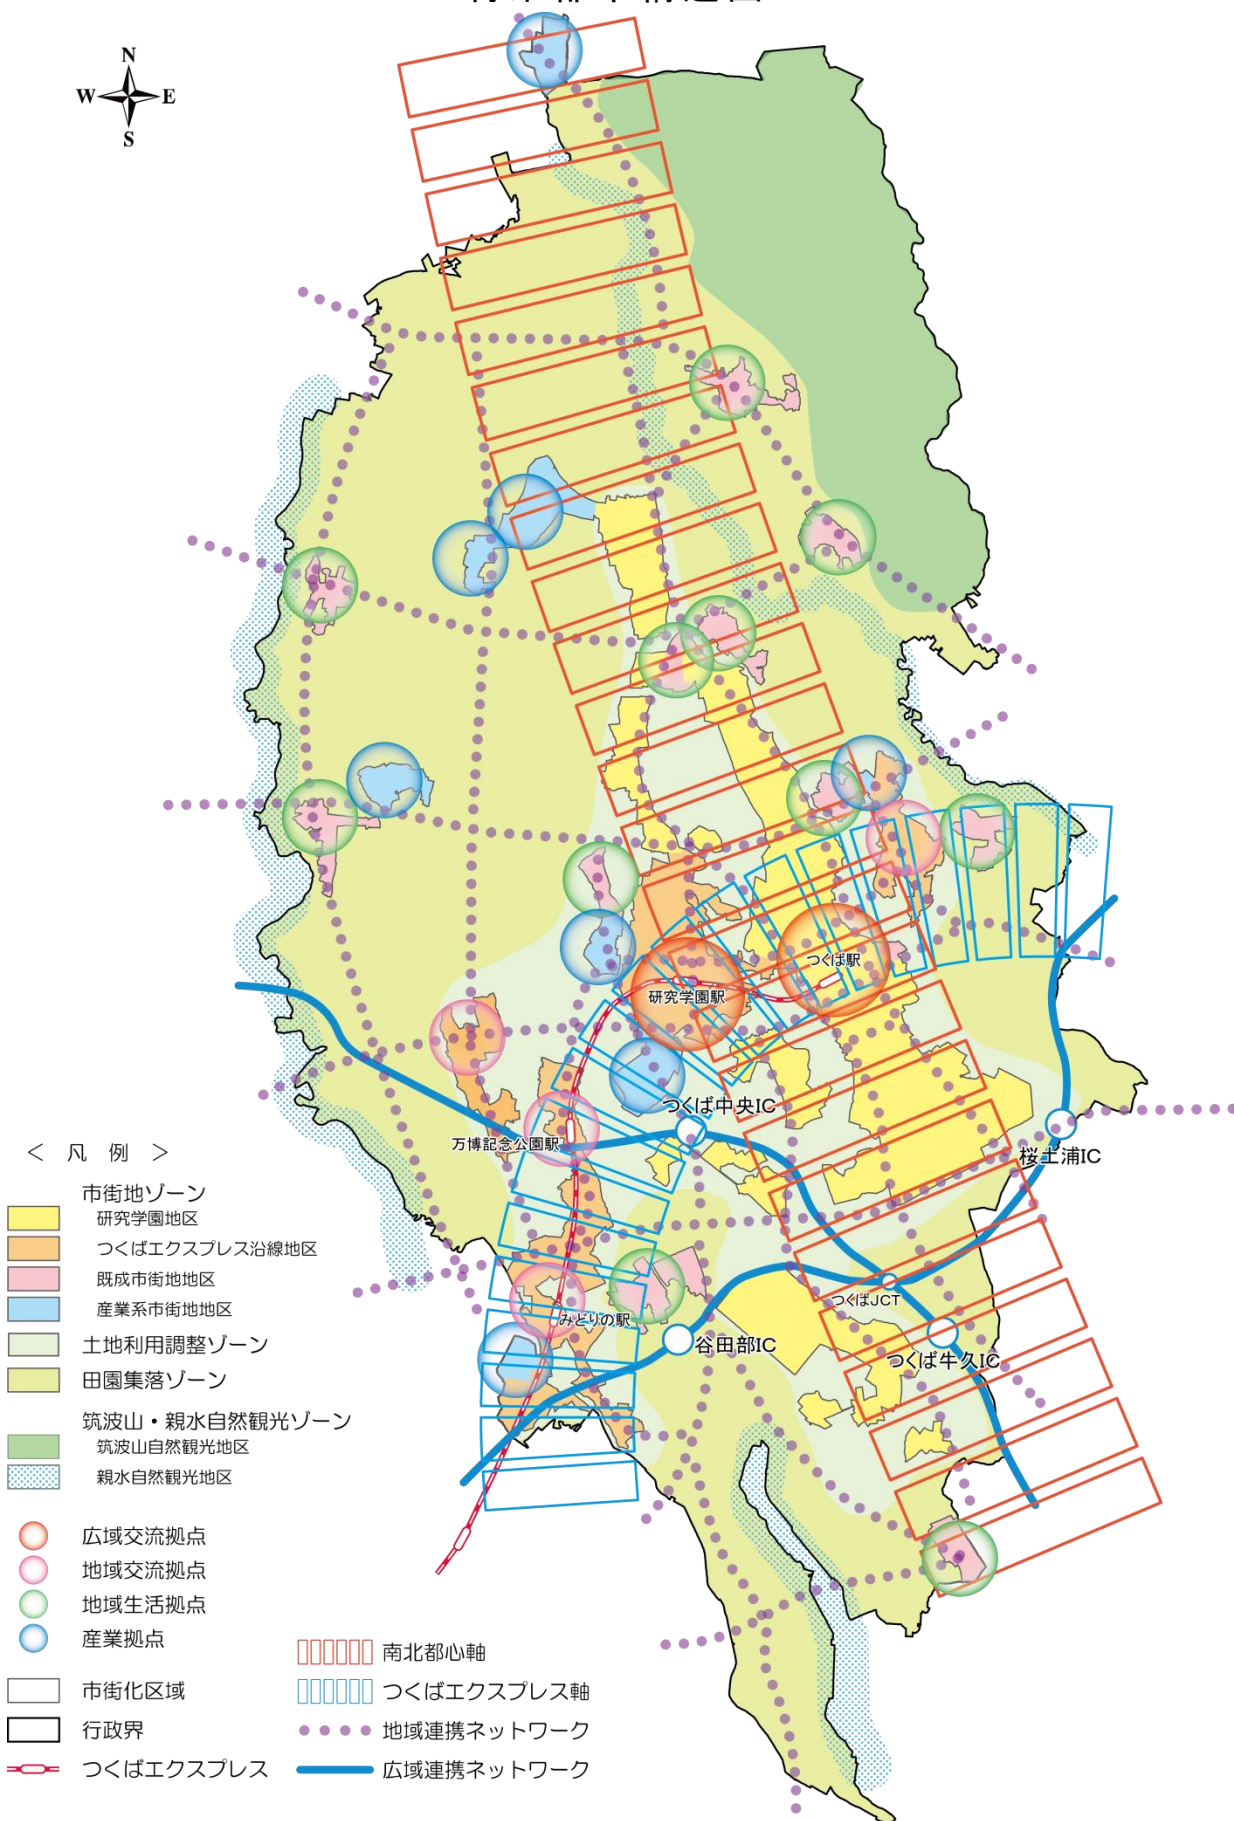 N
W E
S
つくば駅
研究学園駅
つくば中央IC
万博記念公園駅
桜土浦IC
つくばJCT
みどりの駅
谷田部IC
つくば牛久IC
＜ 凡 例 ＞
市街地ゾーン
研究学園地区
つくばエクスプレス沿線地区
既成市街地地区
産業系市街地地区
土地利用調整ゾーン
田園集落ゾーン
筑波山・親水自然観光ゾーン
筑波山自然観光地区
親水自然観光地区
広域交流拠点
地域交流拠点
地域生活拠点
産業拠点
市街化区域
行政界
つくばエクスプレス
南北都心軸
つくばエクスプレス軸
地域連携ネットワーク
広域連携ネットワーク